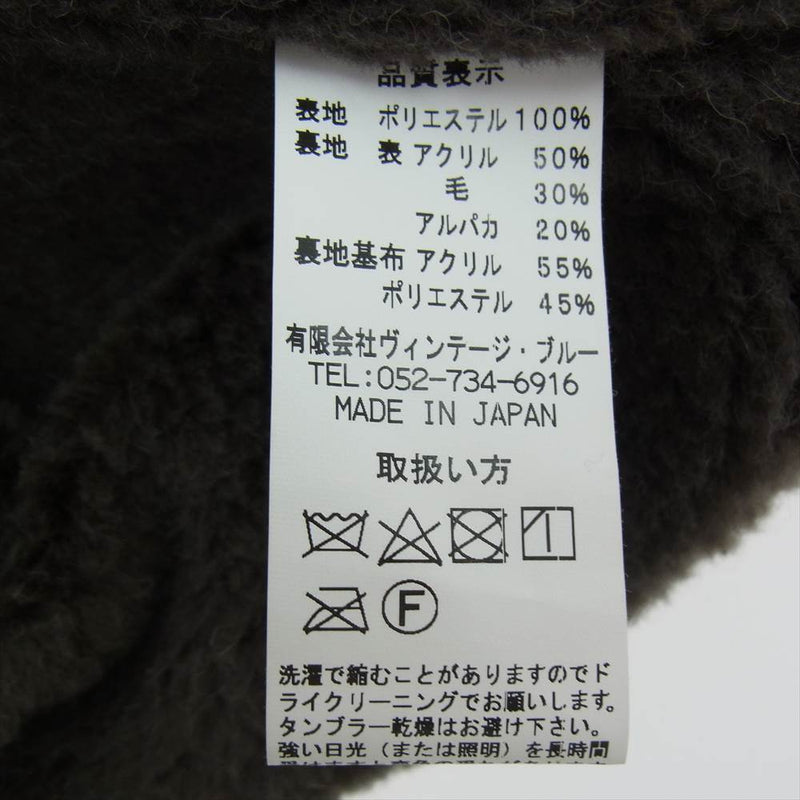 品質表示
表地 ポリエステル100%
裏地 表 アクリル 50%
毛 30%
アルパカ 20%
裏地基布 アクリル 55%
ポリエステル 45%
有限会社ヴィンテージ・ブルー
TEL:052-734-6916
MADE IN JAPAN
取扱い方
F
洗濯で縮むことがありますのでド
ライクリーニングでお願いします。
タンブラー乾燥はお避け下さい。
強い日光(または照明)を長時間